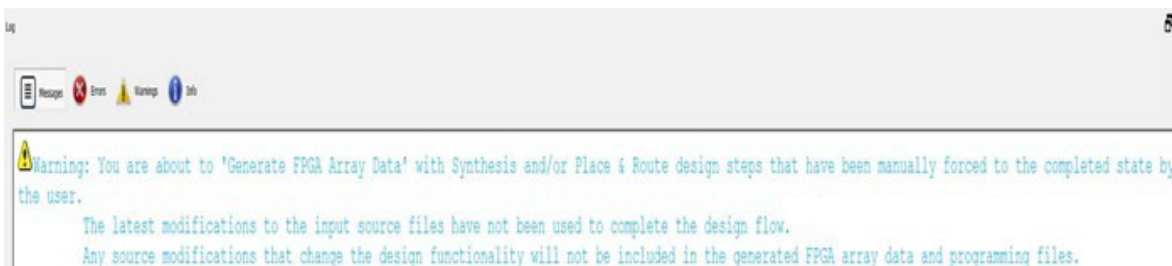 Log
Messages Errors Warnings Info
Warning: You are about to 'Generate FPGA Array Data' with Synthesis and/or Place & Route design steps that have been manually forced to the completed state by
the user.
The latest modifications to the input source files have not been used to complete the design flow.
Any source modifications that change the design functionality will not be included in the generated FPGA array data and programming files.